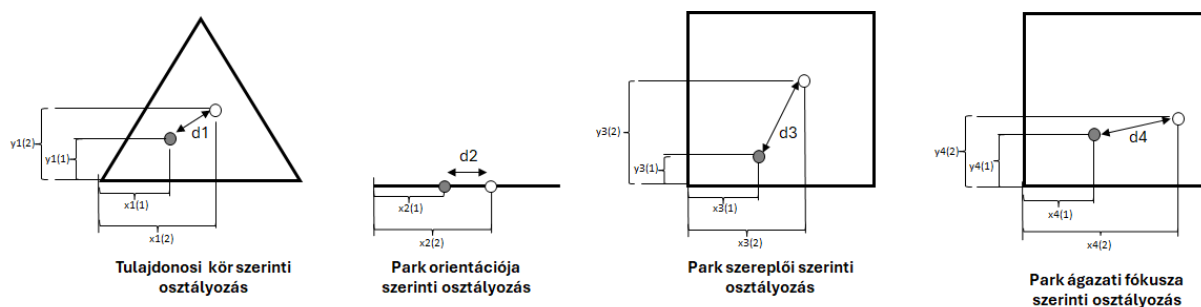 y1(2)
y1(1)
d1
x1(1)
x1(2)
Tulajdonosi kör szerinti
osztályozás
d2
x2(1)
x2(2)
Park orientációja
szerinti osztályozás
y3(2)
y3(1)
d3
x3(1)
x3(2)
Park szereplői szerinti
osztályozás
y4(2)
y4(1)
d4
x4(1)
x4(2)
Park ágazati fókusza
szerinti osztályozás